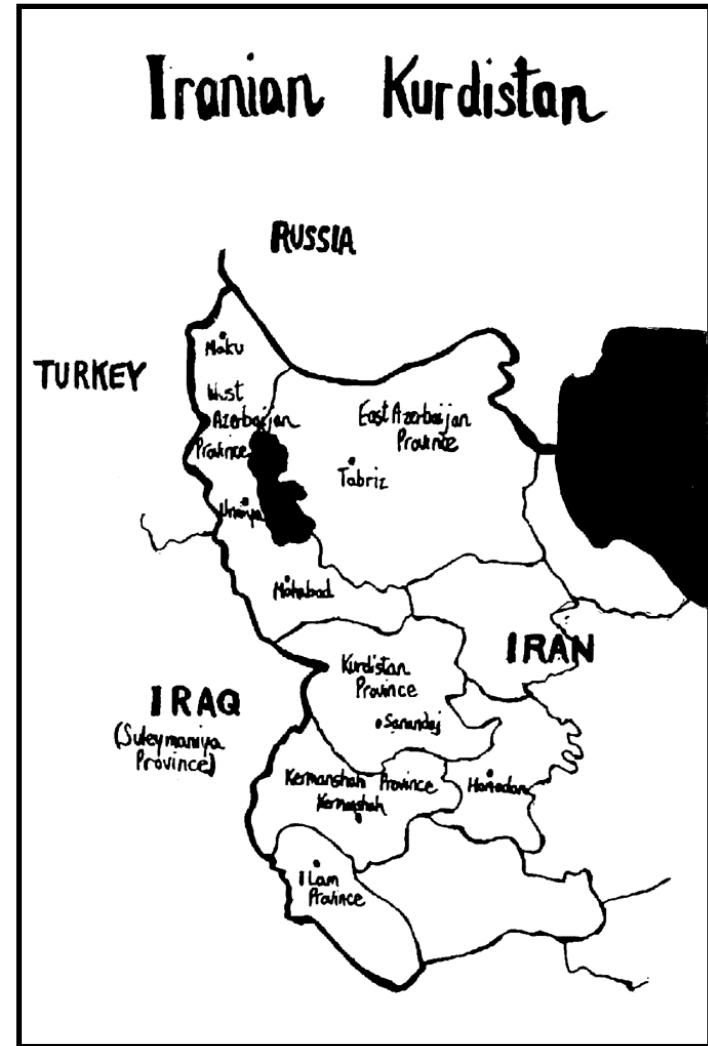 Iranian Kurdistan
RUSSIA
TURKEY
Maku
West
Azerbaijan
Province
East Azerbaijan
Province
Tabriz
Urmiya
Mahabad
IRAN
Kurdistan
Province
Sanandaj
IRAQ
(Suleymaniya
Province)
Kermanshah Province
Kermanshah
Hamadan
ILam
Province